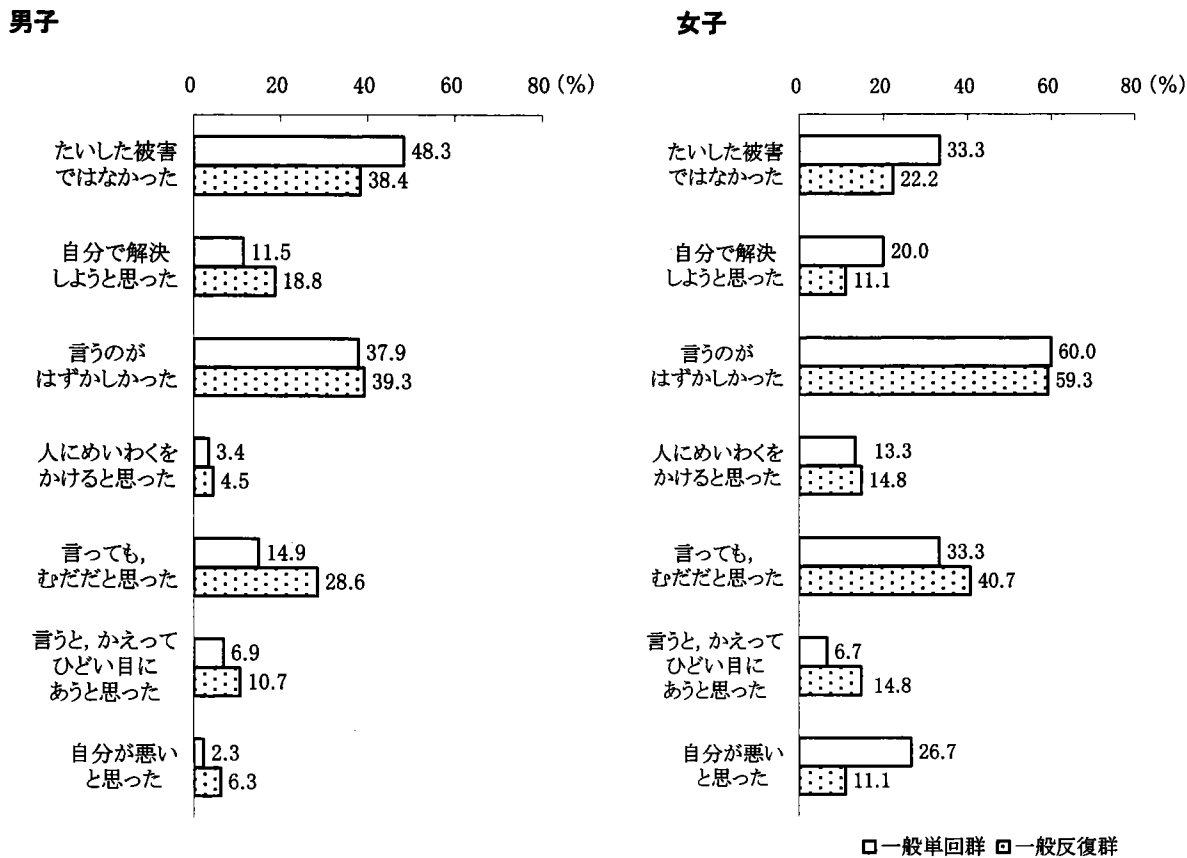 男子
0 20 40 60 80 (%)
たいした被害
ではなかった
48.3
38.4
自分で解決
しようと思った
11.5
18.8
言うのが
はずかしかった
37.9
39.3
人にめいわくを
かけると思った
3.4
4.5
言っても,
むだだと思った
14.9
28.6
言うと, かえって
ひどい目に
あうと思った
6.9
10.7
自分が悪い
と思った
2.3
6.3
女子
0 20 40 60 80 (%)
たいした被害
ではなかった
33.3
22.2
自分で解決
しようと思った
20.0
11.1
言うのが
はずかしかった
60.0
59.3
人にめいわくを
かけると思った
13.3
14.8
言っても,
むだだと思った
33.3
40.7
言うと, かえって
ひどい目に
あうと思った
6.7
14.8
自分が悪い
と思った
26.7
11.1
一般単回群 一般反復群